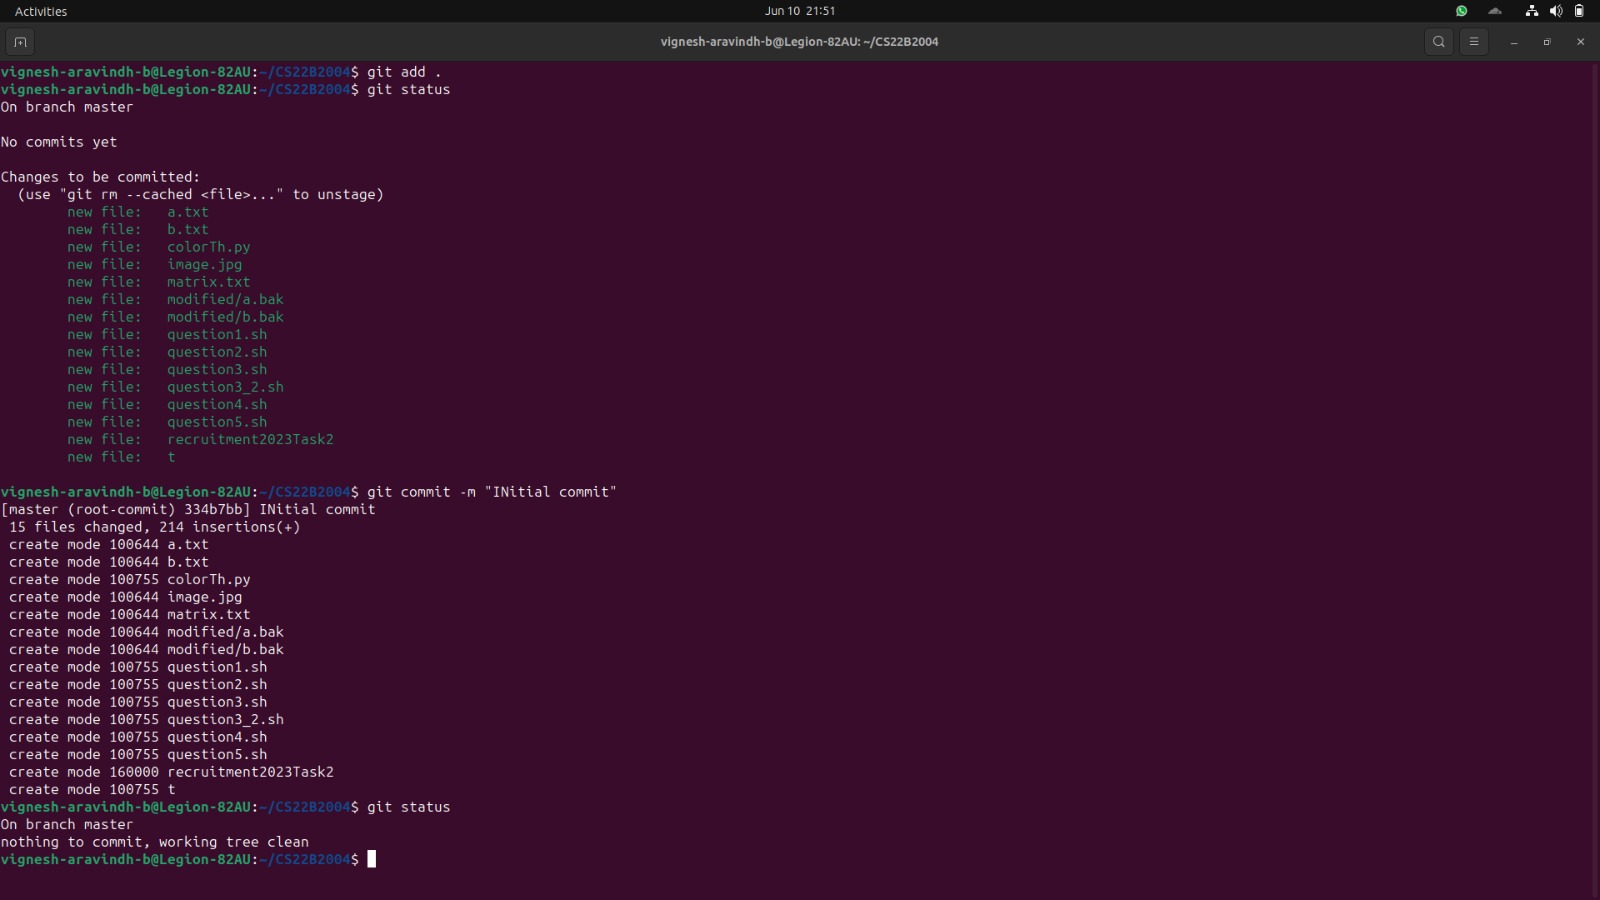 Activities
Jun 10 21:51
vignesh-aravindh-b@Legion-82AU: ~/CS22B2004
vignesh-aravindh-b@Legion-82AU:~/CS22B2004$ git add .
vignesh-aravindh-b@Legion-82AU:~/CS22B2004$ git status
On branch master
No commits yet
Changes to be committed:
(use "git rm --cached <file>..." to unstage)
new file:   a.txt
new file:   b.txt
new file:   colorTh.py
new file:   image.jpg
new file:   matrix.txt
new file:   modified/a.bak
new file:   modified/b.bak
new file:   question1.sh
new file:   question2.sh
new file:   question3.sh
new file:   question3_2.sh
new file:   question4.sh
new file:   question5.sh
new file:   recruitment2023Task2
new file:   t
vignesh-aravindh-b@Legion-82AU:~/CS22B2004$ git commit -m "INitial commit"
[master (root-commit) 334b7bb] INitial commit
15 files changed, 214 insertions(+)
create mode 100644 a.txt
create mode 100644 b.txt
create mode 100755 colorTh.py
create mode 100644 image.jpg
create mode 100644 matrix.txt
create mode 100644 modified/a.bak
create mode 100644 modified/b.bak
create mode 100755 question1.sh
create mode 100755 question2.sh
create mode 100755 question3.sh
create mode 100755 question3_2.sh
create mode 100755 question4.sh
create mode 100755 question5.sh
create mode 160000 recruitment2023Task2
create mode 100755 t
vignesh-aravindh-b@Legion-82AU:~/CS22B2004$ git status
On branch master
nothing to commit, working tree clean
vignesh-aravindh-b@Legion-82AU:~/CS22B2004$